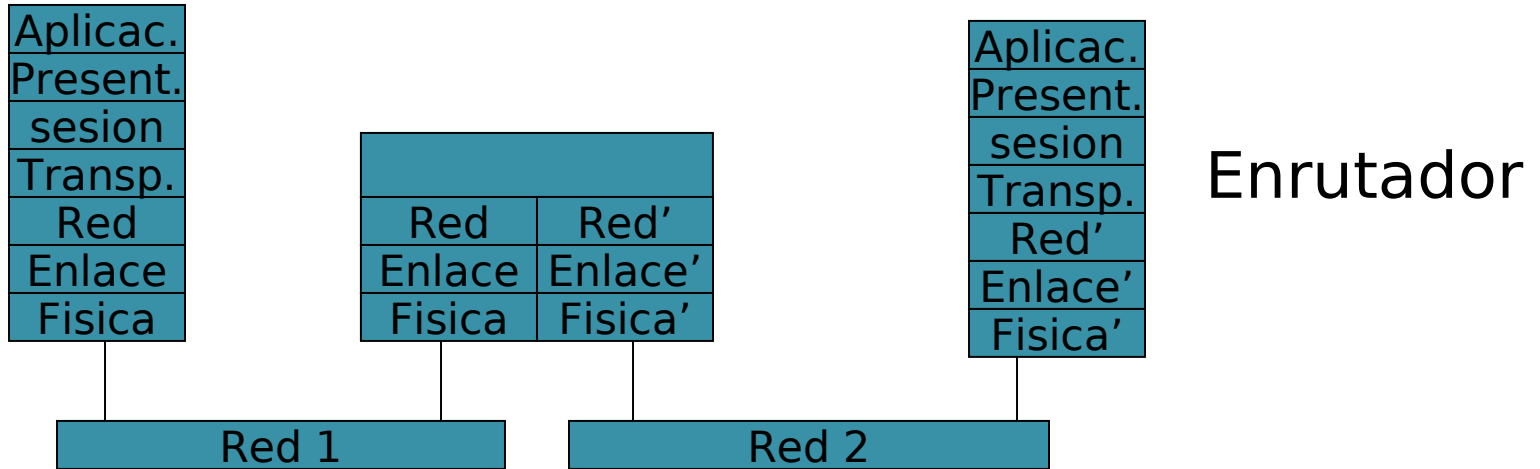 Aplicac.
Present.
sesion
Transp.
Red
Enlace
Fisica
Red Red’
Enlace Enlace’
Fisica Fisica’
Aplicac.
Present.
sesion
Transp.
Red’
Enlace’
Fisica’
Enrutador
Red 1
Red 2